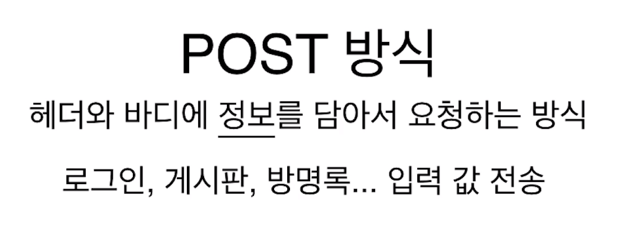 POST 방식
헤더와 바디에 정보를 담아서 요청하는 방식
로그인, 게시판, 방명록... 입력 값 전송